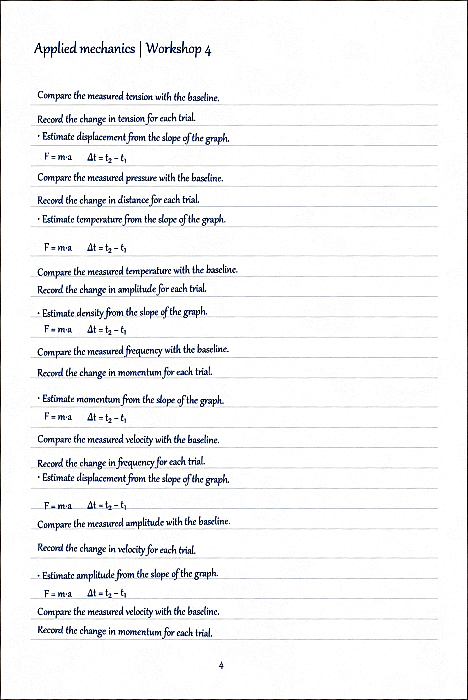 Applied mechanics | Workshop 4
Compare the measured tension with the baseline.
Record the change in tension for each trial.
· Estimate displacement from the slope of the graph.
F = m·a Δt = t₂ − t₁
Compare the measured pressure with the baseline.
Record the change in distance for each trial.
· Estimate temperature from the slope of the graph.
F = m·a Δt = t₂ − t₁
Compare the measured temperature with the baseline.
Record the change in amplitude for each trial.
· Estimate density from the slope of the graph.
F = m·a Δt = t₂ − t₁
Compare the measured frequency with the baseline.
Record the change in momentum for each trial.
· Estimate momentum from the slope of the graph.
F = m·a Δt = t₂ − t₁
Compare the measured velocity with the baseline.
Record the change in frequency for each trial.
· Estimate displacement from the slope of the graph.
F = m·a Δt = t₂ − t₁
Compare the measured amplitude with the baseline.
Record the change in velocity for each trial.
· Estimate amplitude from the slope of the graph.
F = m·a Δt = t₂ − t₁
Compare the measured velocity with the baseline.
Record the change in momentum for each trial.
4